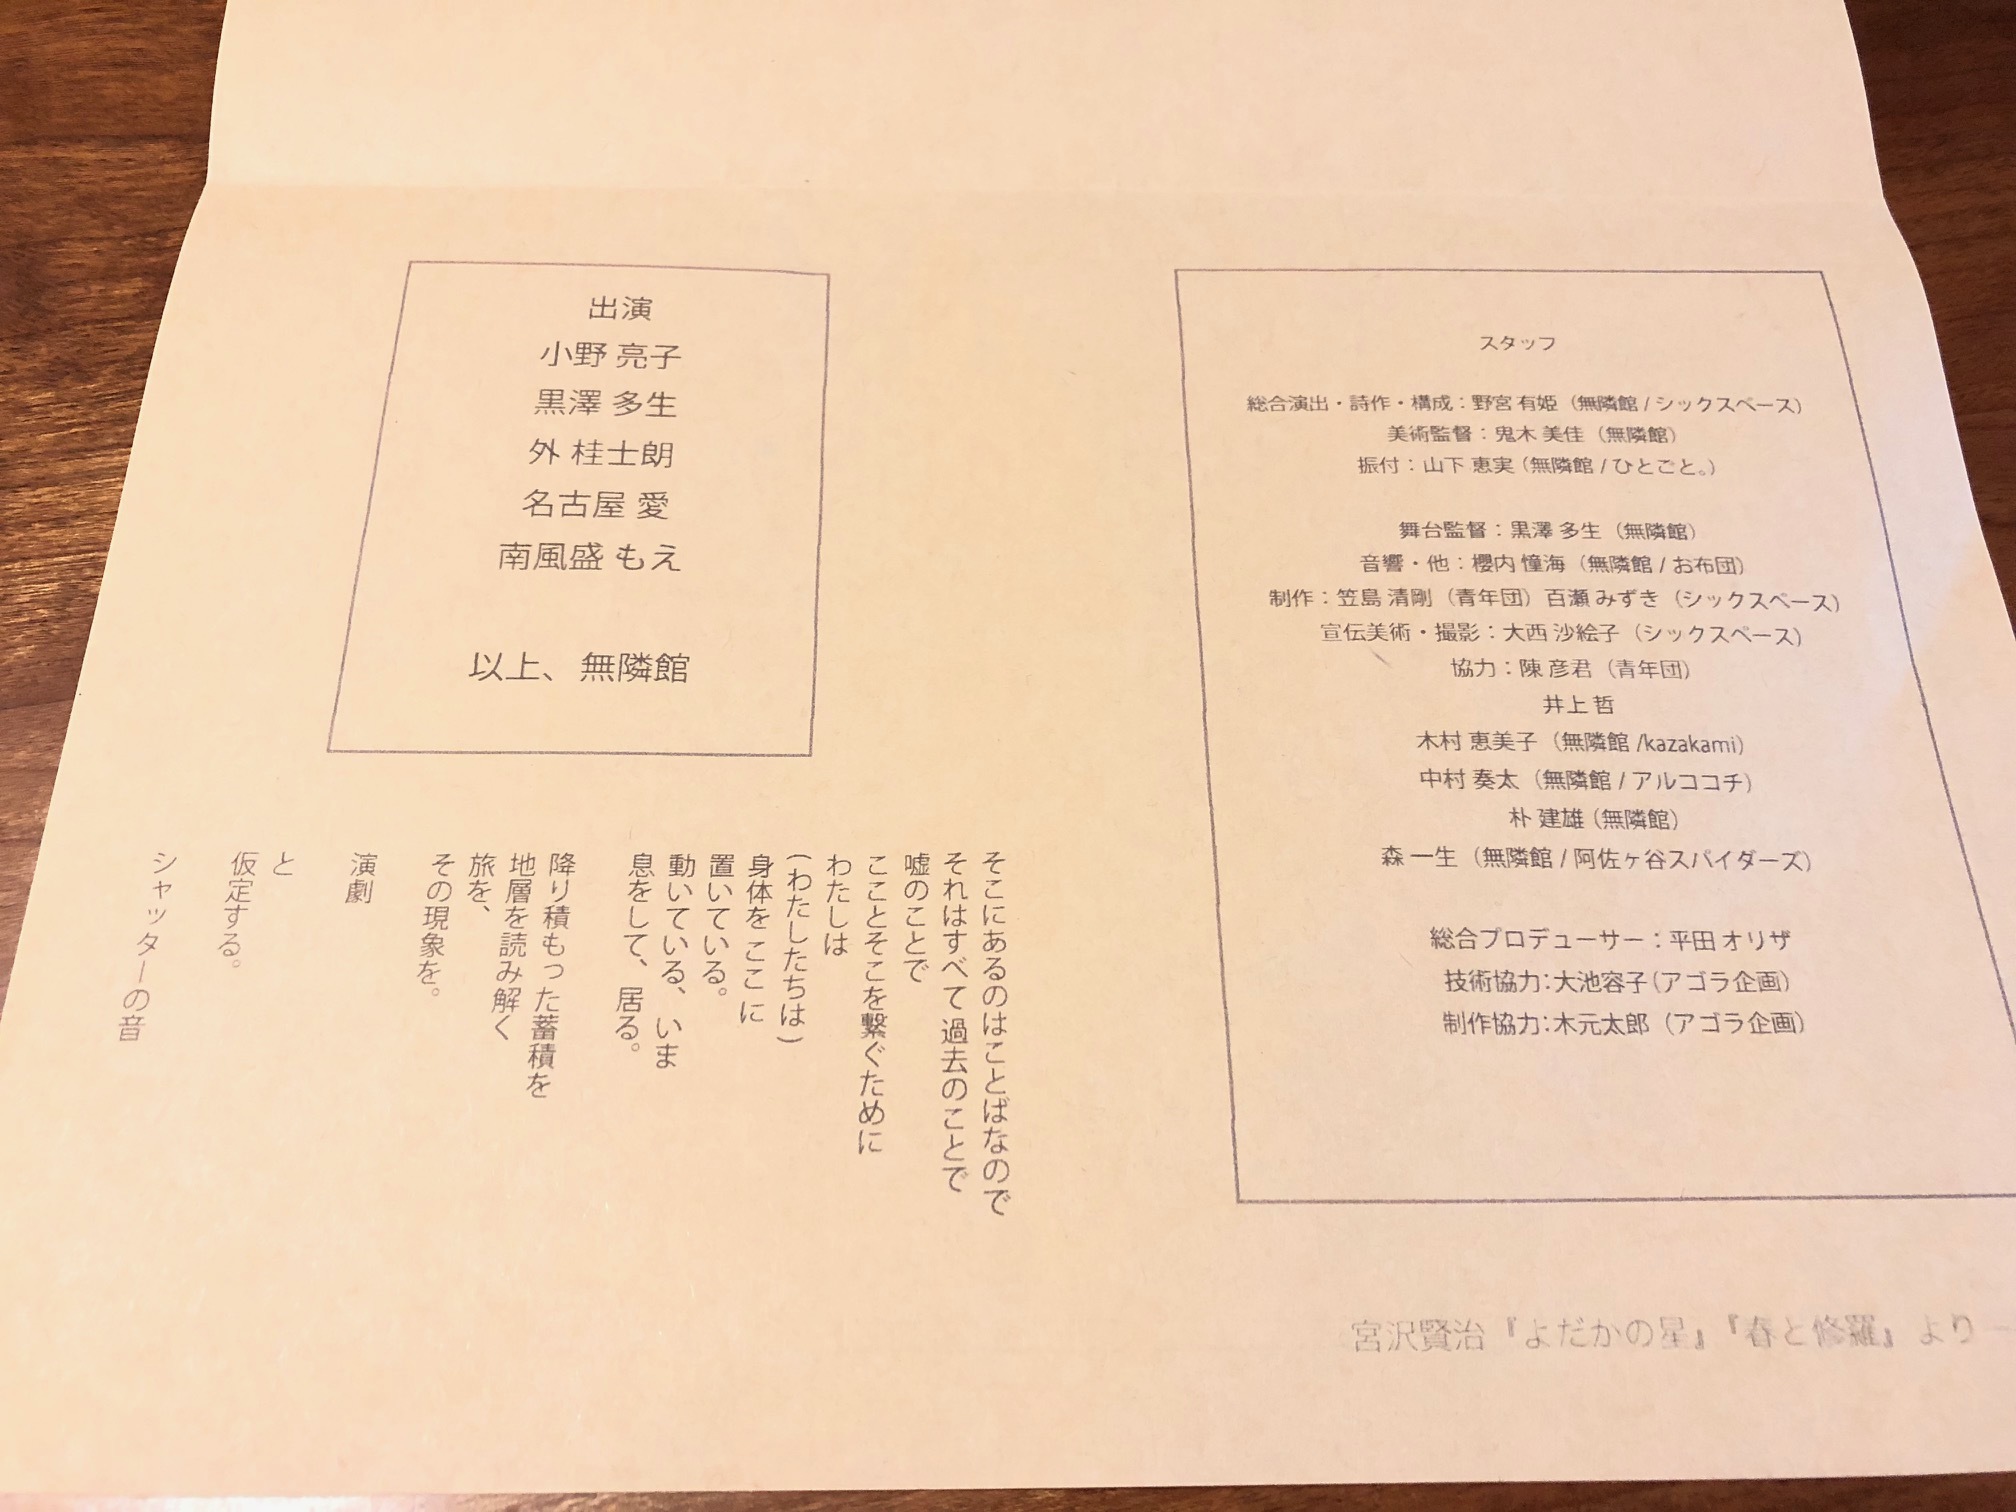 出演
小野 亮子
黒澤 多生
外 桂士朗
名古屋 愛
南風盛 もえ
以上、無隣館
スタッフ
総合演出・詩作・構成：野宮 有姫（無隣館 / シックスペース）
美術監督：鬼木 美佳（無隣館）
振付：山下 恵実（無隣館 / ひとごと。）
舞台監督：黒澤 多生（無隣館）
音響・他：櫻内 憧海（無隣館 / お布団）
制作：笠島 清剛（青年団）百瀬 みずき（シックスペース）
宣伝美術・撮影：大西 沙絵子（シックスペース）
協力：陳 彦君（青年団）
井上 哲
木村 恵美子（無隣館 /kazakami）
中村 奏太（無隣館 / アルココチ）
朴 建雄（無隣館）
森 一生（無隣館 / 阿佐ヶ谷スパイダーズ）
総合プロデューサー：平田 オリザ
技術協力：大池容子（アゴラ企画）
制作協力：木元太郎（アゴラ企画）
そこにあるのはことばなので
それはすべて過去のことで
嘘のことで
こことそこを繋ぐために
わたしは
（わたしたちは）
身体を ここ に
置いている。
動いている、いま
息をして、居る。
降り積もった蓄積を
地層を読み解く
旅を、
その現象を。
演劇
と
仮定する。
シャッターの音
宮沢賢治『よだかの星』『春と修羅』より